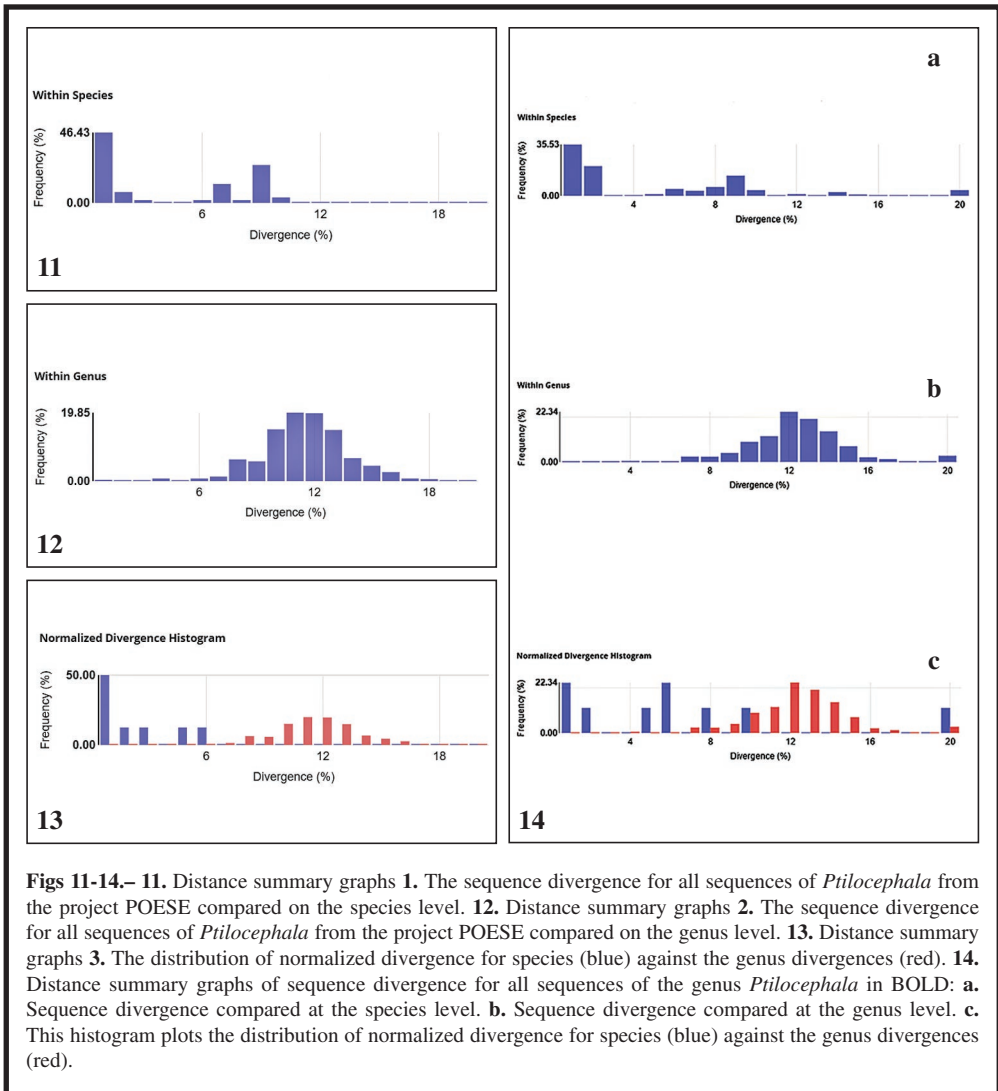 Within Species
46.43
Frequency (%)
0.00
6 12 18
Divergence (%)
11
Within Genus
19.85
Frequency (%)
0.00
6 12 18
Divergence (%)
12
Normalized Divergence Histogram
50.00
Frequency (%)
0.00
6 12 18
Divergence (%)
13
a
Within Species
35.53
Frequency (%)
0.00
4 8 12 16 20
Divergence (%)
b
Within Genus
22.34
Frequency (%)
0.00
4 8 12 16 20
Divergence (%)
c
Normalized Divergence Histogram
22.34
Frequency (%)
0.00
4 8 12 16 20
Divergence (%)
14
Figs 11-14.– 11. Distance summary graphs 1. The sequence divergence for all sequences of Ptilocephala from
the project POESE compared on the species level. 12. Distance summary graphs 2. The sequence divergence
for all sequences of Ptilocephala from the project POESE compared on the genus level. 13. Distance summary
graphs 3. The distribution of normalized divergence for species (blue) against the genus divergences (red). 14.
Distance summary graphs of sequence divergence for all sequences of the genus Ptilocephala in BOLD: a.
Sequence divergence compared at the species level. b. Sequence divergence compared at the genus level. c.
This histogram plots the distribution of normalized divergence for species (blue) against the genus divergences
(red).